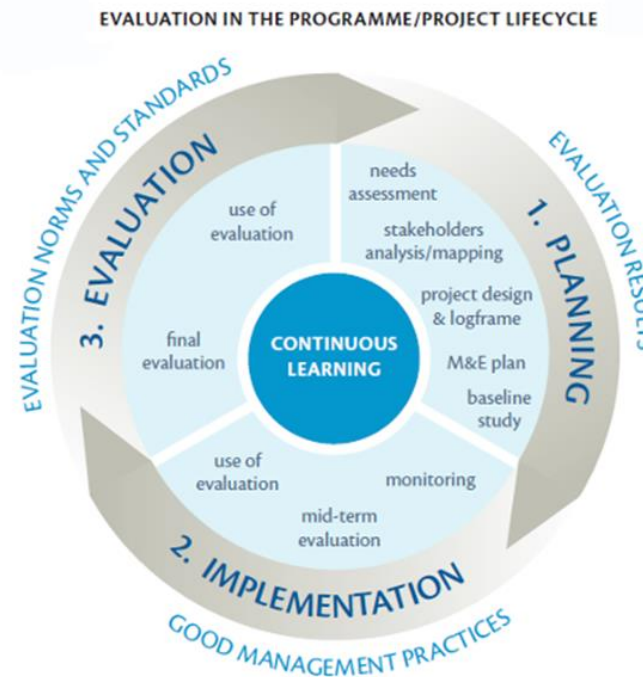 EVALUATION IN THE PROGRAMME/PROJECT LIFECYCLE
EVALUATION RESULTS
1. PLANNING
needs
assessment
stakeholders
analysis/mapping
project design
& logframe
M&E plan
baseline
study
GOOD MANAGEMENT PRACTICES
2. IMPLEMENTATION
monitoring
mid-term
evaluation
use of
evaluation
EVALUATION NORMS AND STANDARDS
3. EVALUATION
final
evaluation
use of
evaluation
CONTINUOUS
LEARNING